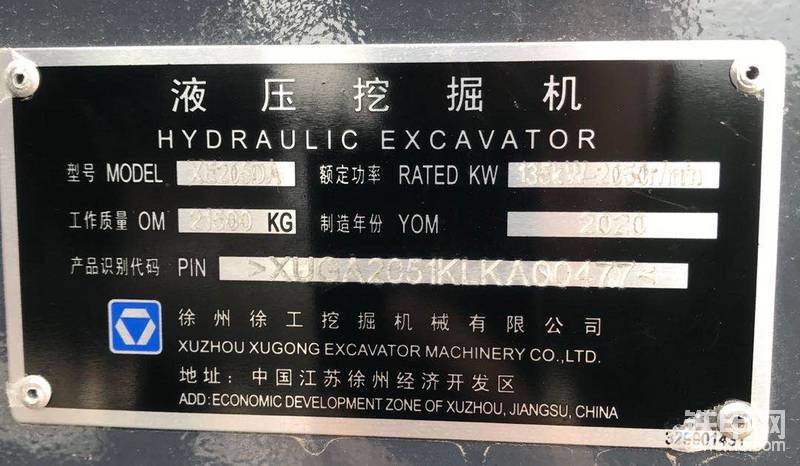 液压挖掘机
HYDRAULIC EXCAVATOR
型号 MODEL XE205DA 额定功率 RATED KW
工作质量 OM 21500 KG 制造年份 YOM 2020
产品识别代码 PIN >XUGA2051KLKA00477<
徐州徐工挖掘机械有限公司
XUZHOU XUGONG EXCAVATOR MACHINERY CO.,LTD.
地址：中国江苏徐州经济开发区
ADD:ECONOMIC DEVELOPMENT ZONE OF XUZHOU, JIANGSU, CHINA